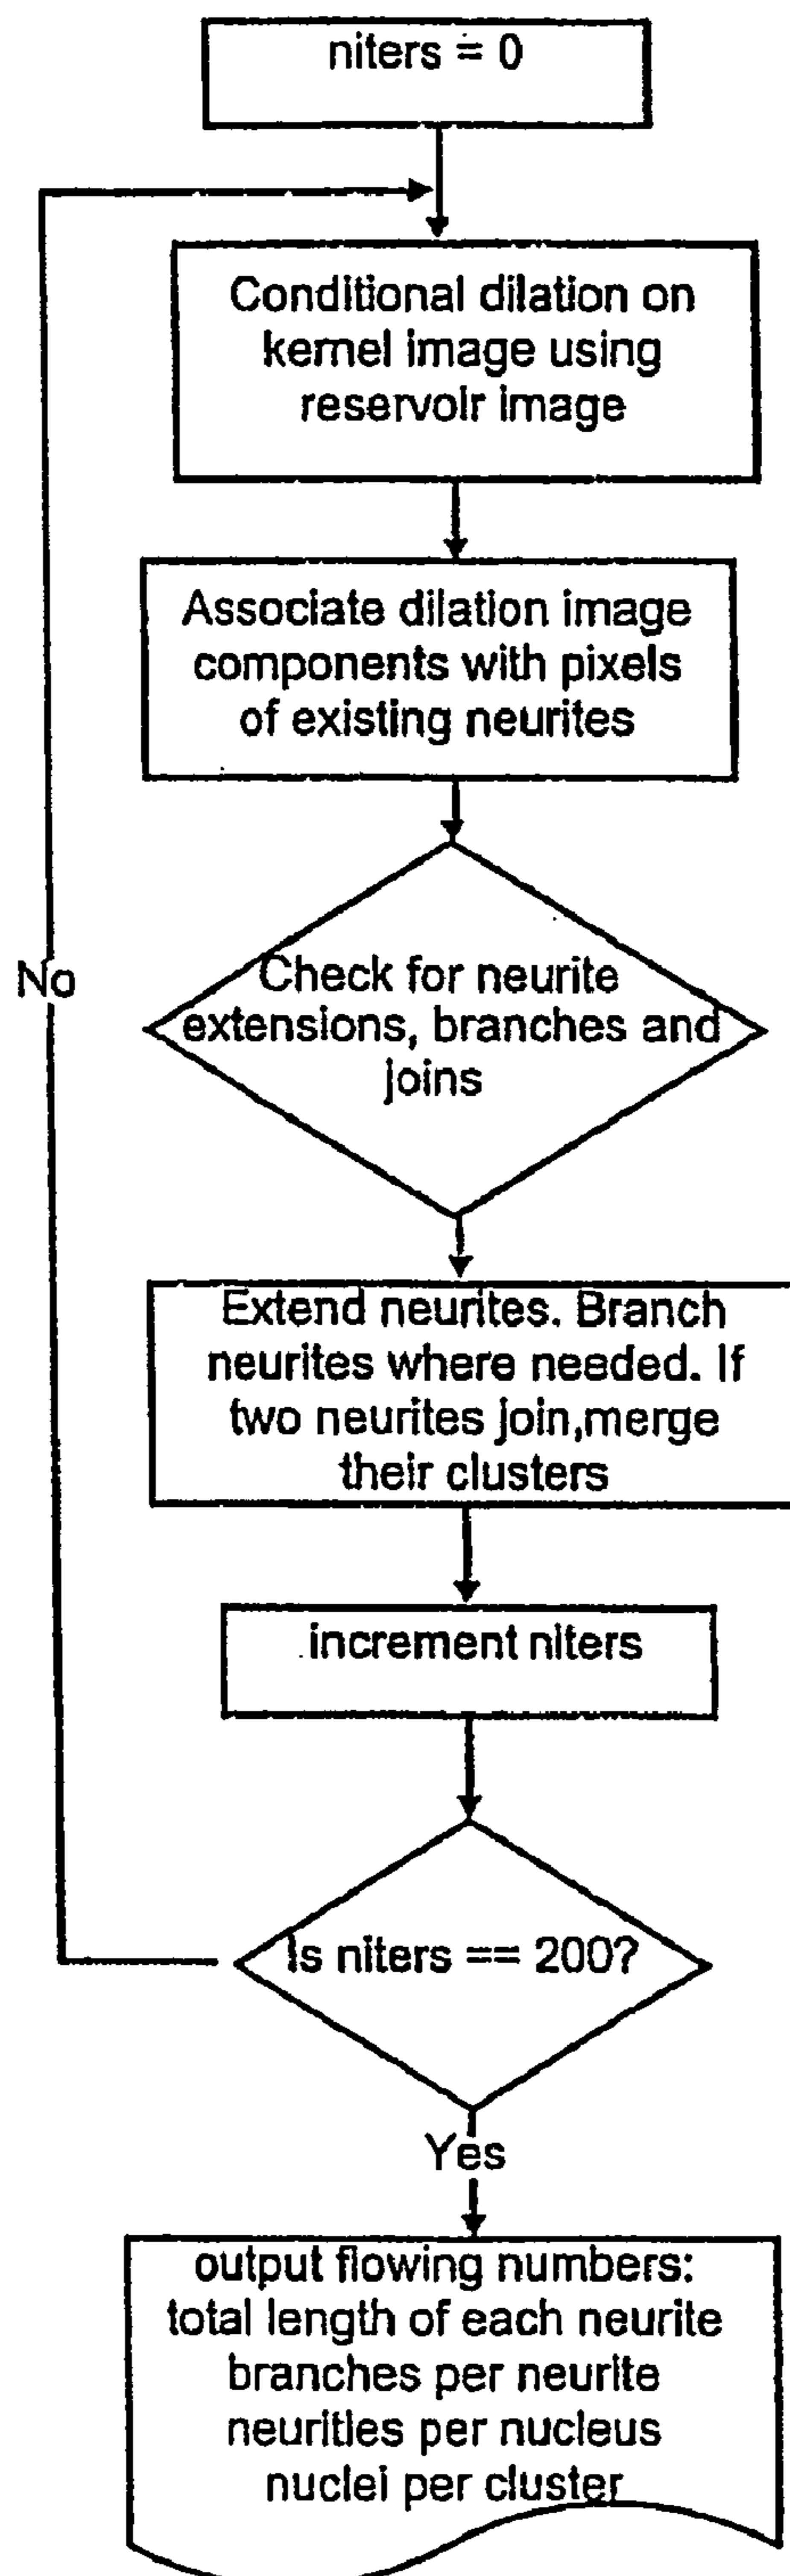 niters = 0
Conditional dilation on
kernel image using
reservoir image
Associate dilation image
components with pixels
of existing neurites
Check for neurite
extensions, branches and
joins
No
Extend neurites. Branch
neurites where needed. If
two neurites join,merge
their clusters
increment niters
Is niters == 200?
Yes
output flowing numbers:
total length of each neurite
branches per neurite
neurities per nucleus
nuclei per cluster